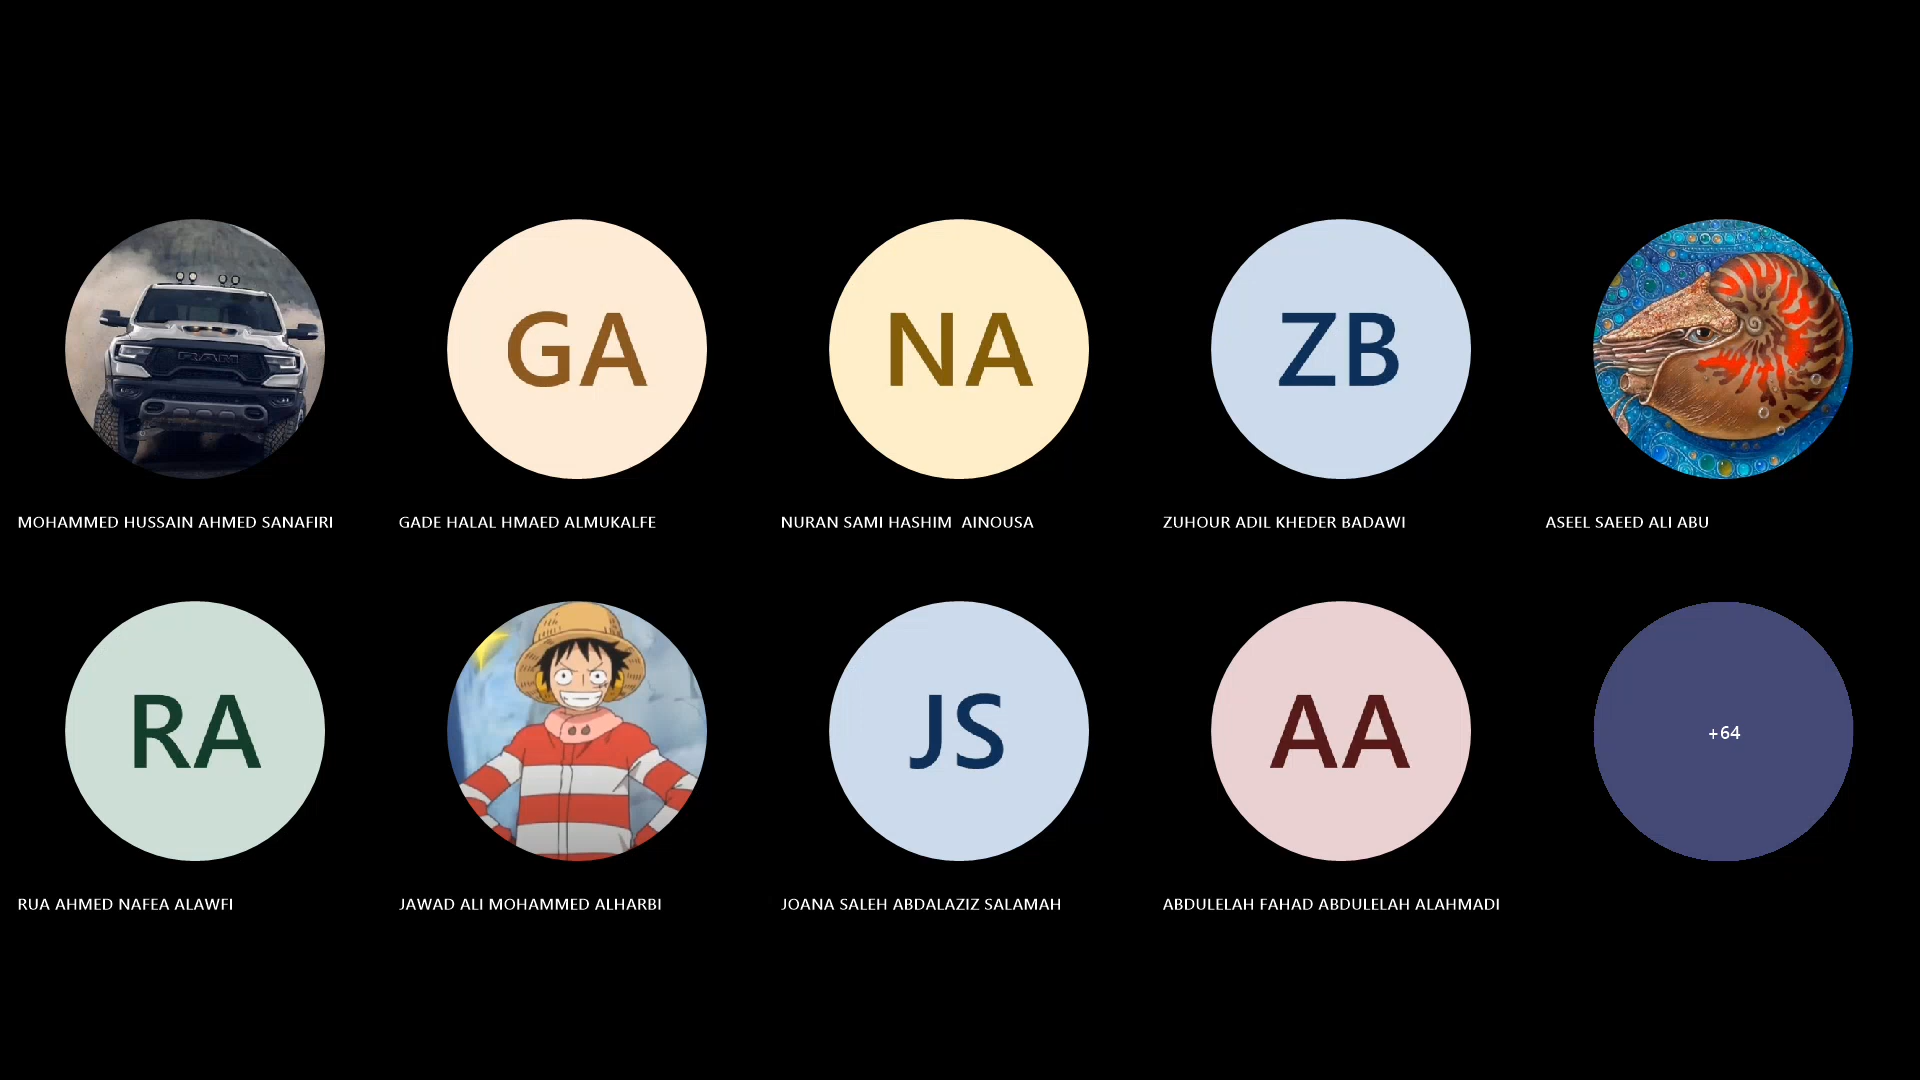 RAM
GA
NA
ZB
MOHAMMED HUSSAIN AHMED SANAFIRI
GADE HALAL HMAED ALMUKALFE
NURAN SAMI HASHIM  AINOUSA
ZUHOUR ADIL KHEDER BADAWI
ASEEL SAEED ALI ABU
RA
JS
AA
+64
RUA AHMED NAFEA ALAWFI
JAWAD ALI MOHAMMED ALHARBI
JOANA SALEH ABDALAZIZ SALAMAH
ABDULELAH FAHAD ABDULELAH ALAHMADI